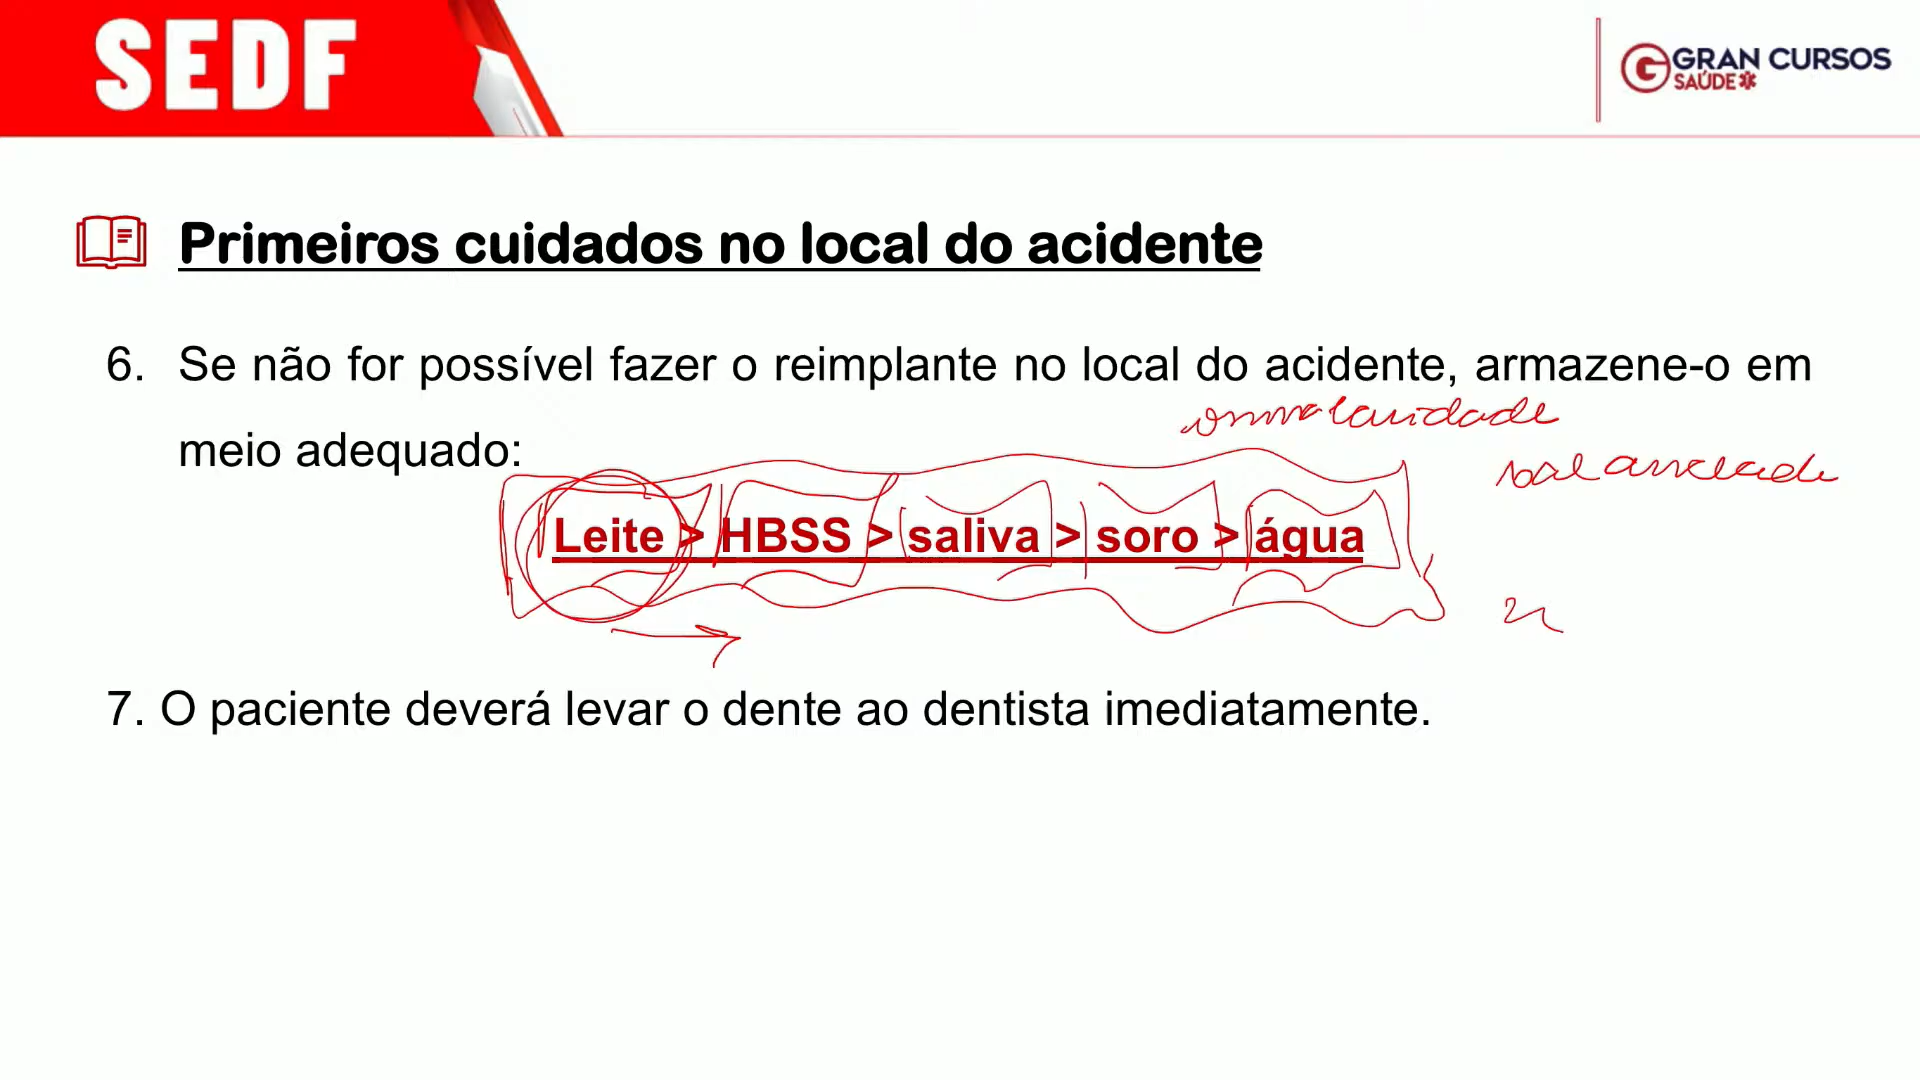 SEDF
GRAN CURSOS
SAÚDE
Primeiros cuidados no local do acidente
6. Se não for possível fazer o reimplante no local do acidente, armazene-o em
meio adequado:
Leite > HBSS > saliva > soro > água
7. O paciente deverá levar o dente ao dentista imediatamente.